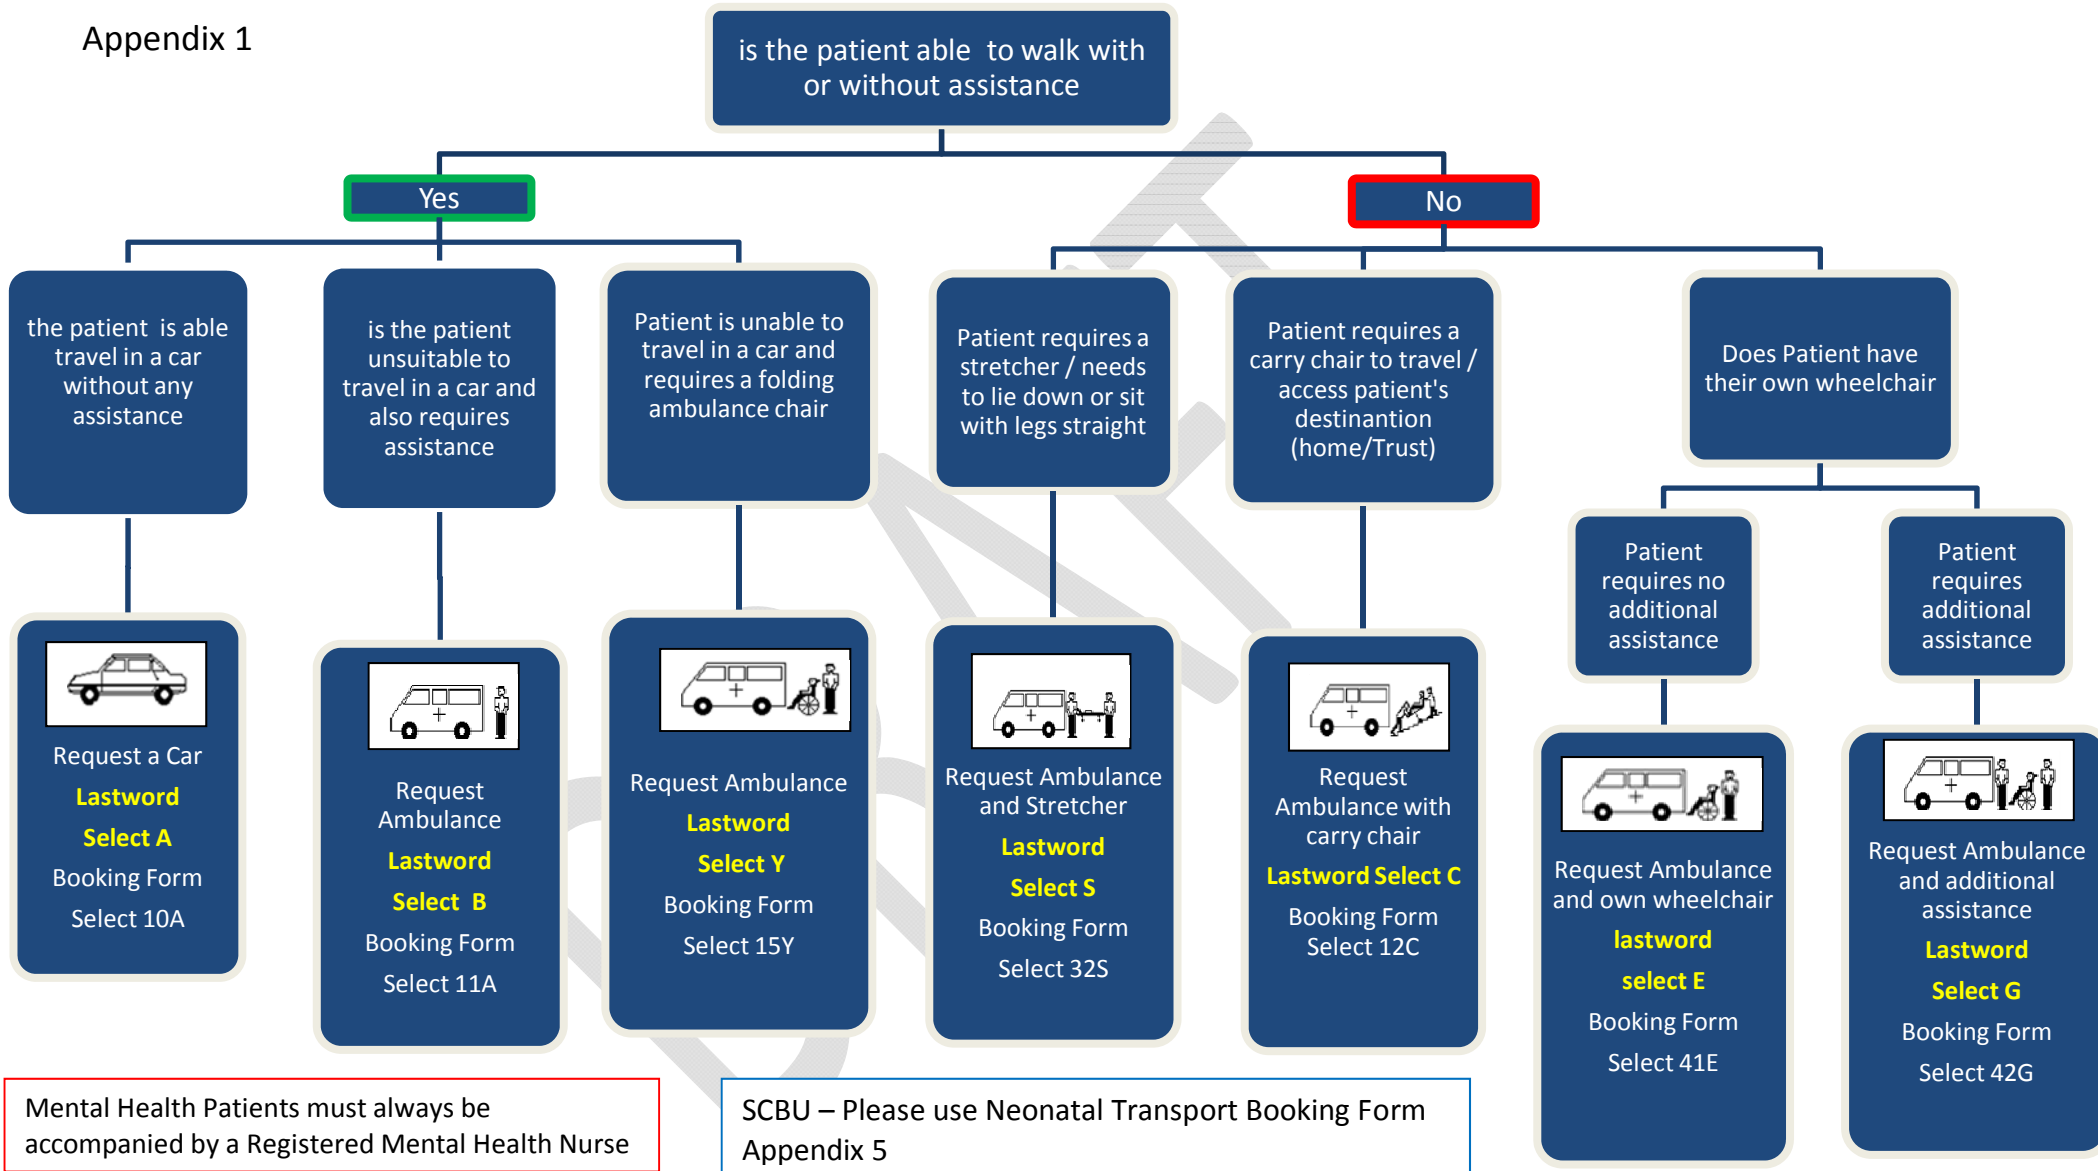 Appendix 1
is the patient able  to walk with
or without assistance
Yes
No
the patient  is able
travel in a car
without any
assistance
is the patient
unsuitable to
travel in a car and
also requires
assistance
Patient is unable to
travel in a car and
requires a folding
ambulance chair
Patient requires a
stretcher / needs
to lie down or sit
with legs straight
Patient requires a
carry chair to travel /
access patient's
destinantion
(home/Trust)
Does Patient have
their own wheelchair
Patient
requires no
additional
assistance
Patient
requires
additional
assistance
Request a Car
Lastword
Select A
Booking Form
Select 10A
Request
Ambulance
Lastword
Select  B
Booking Form
Select 11A
Request Ambulance
Lastword
Select Y
Booking Form
Select 15Y
Request Ambulance
and Stretcher
Lastword
Select S
Booking Form
Select 32S
Request
Ambulance with
carry chair
Lastword Select C
Booking Form
Select 12C
Request Ambulance
and own wheelchair
lastword
select E
Booking Form
Select 41E
Request Ambulance
and additional
assistance
Lastword
Select G
Booking Form
Select 42G
Mental Health Patients must always be
accompanied by a Registered Mental Health Nurse
SCBU – Please use Neonatal Transport Booking Form
Appendix 5
DRAFT